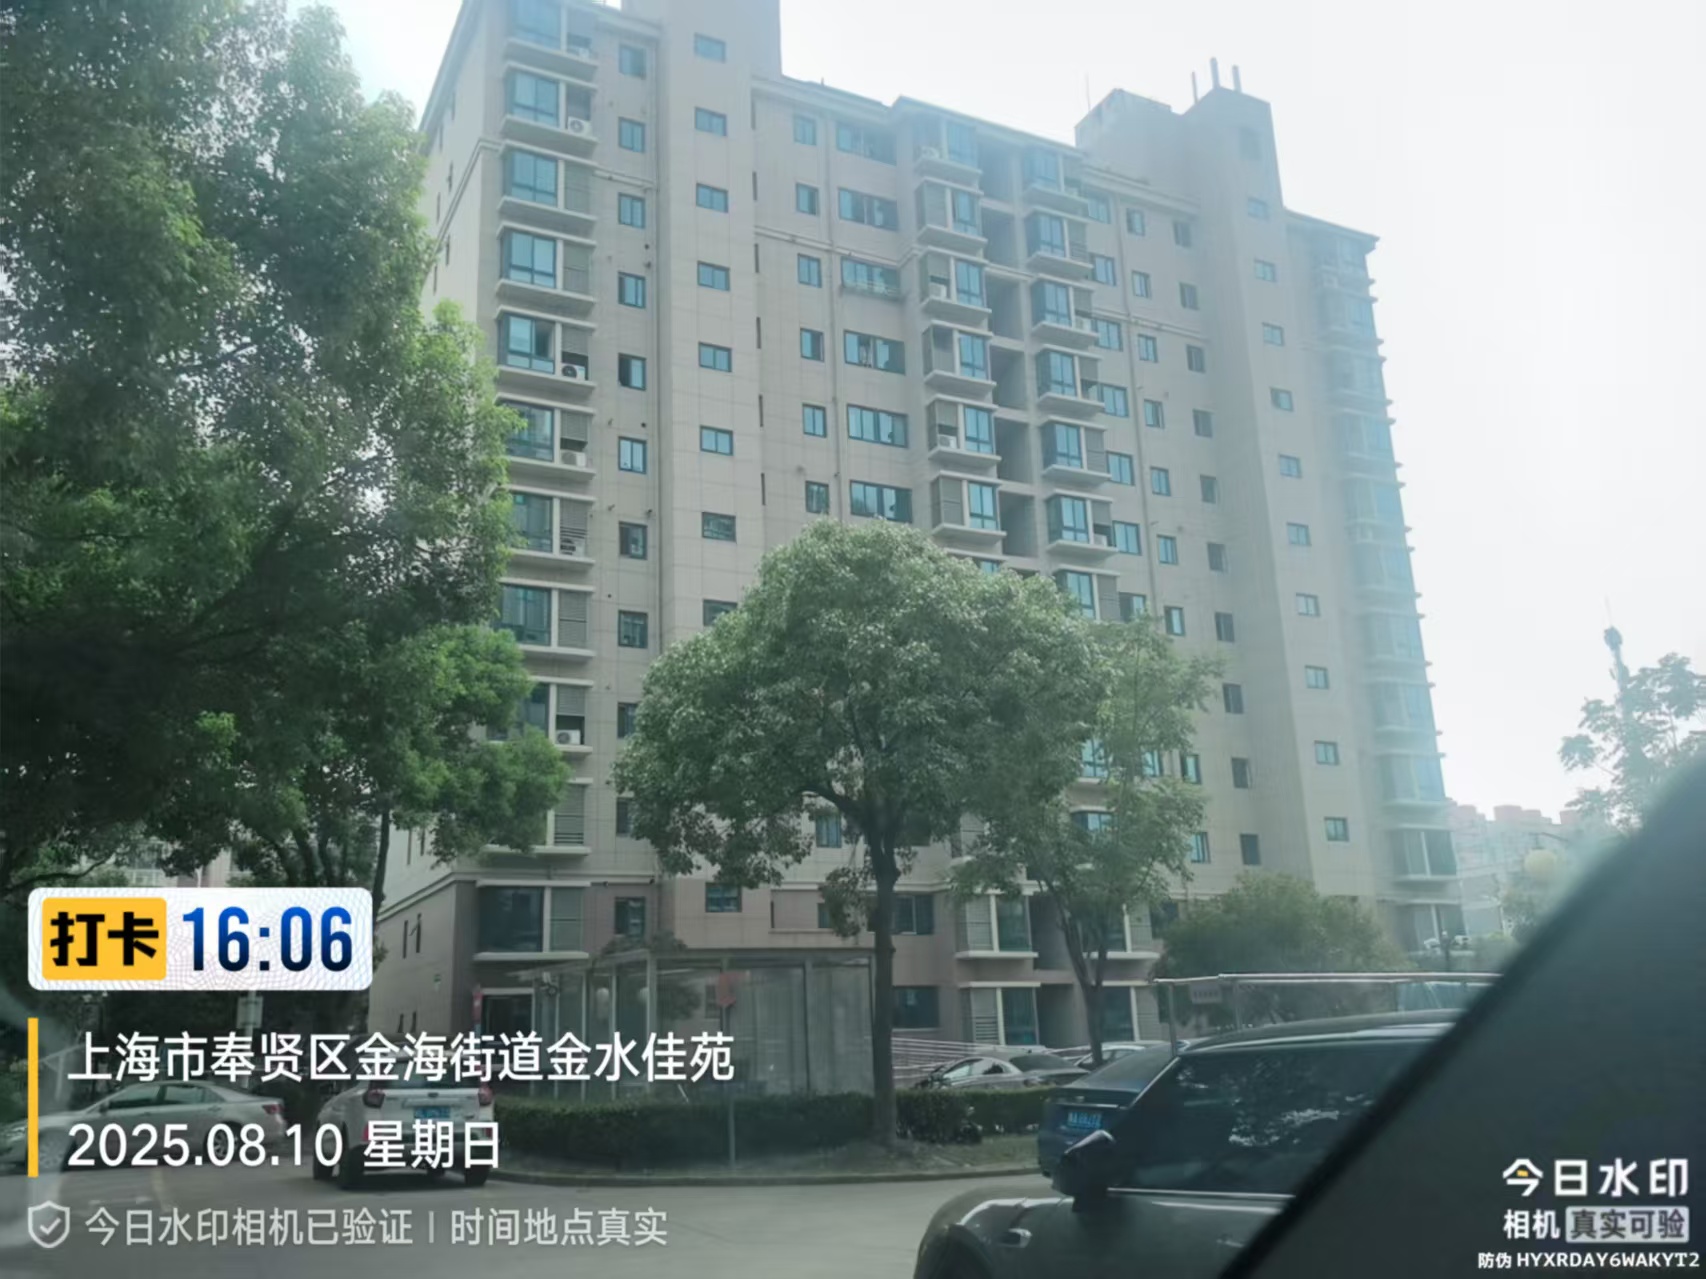 打卡 16:06
上海市奉贤区金海街道金水佳苑
2025.08.10 星期日
今日水印相机已验证 | 时间地点真实
今日水印
相机 真实可验
防伪 HYXRDAY6WAKYT2